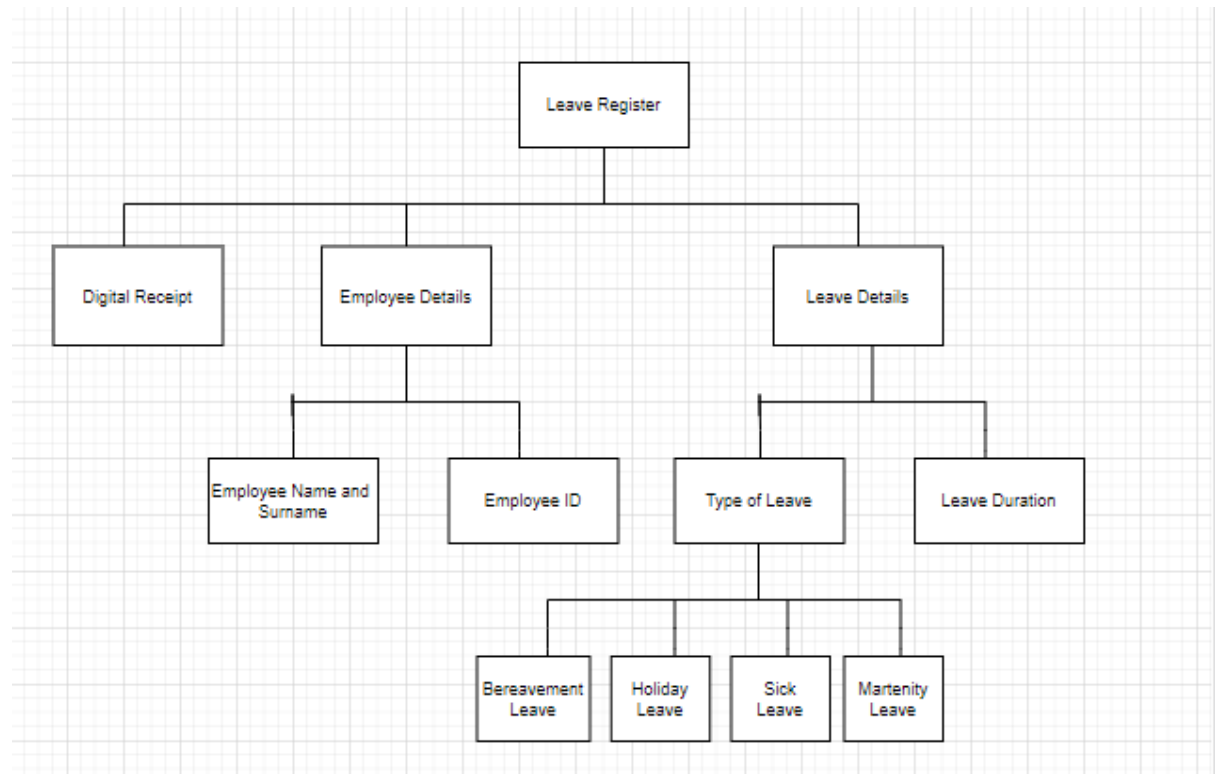 Leave Register
Digital Receipt
Employee Details
Leave Details
Employee Name and
Surname
Employee ID
Type of Leave
Leave Duration
Bereavement
Leave
Holiday
Leave
Sick
Leave
Martenity
Leave